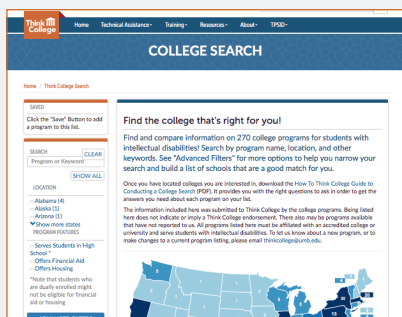 Think
College
Home Technical Assistance Training Resources About TPSID
COLLEGE SEARCH
Home / Think College Search
SAVED
Click the "Save" Button to add
a program to this list.
SEARCH
CLEAR
Program or Keyword
SHOW ALL
LOCATION
Alabama (4)
Alaska (1)
Arizona (1)
Show more states
PROGRAM FEATURES
Serves Students in High
School *
Offers Financial Aid
Offers Housing
*Note that students who
are dually enrolled might
not be eligible for financial
aid or housing
Find the college that's right for you!
Find and compare information on 270 college programs for students with
intellectual disabilities! Search by program name, location, and other
keywords. See "Advanced Filters" for more options to help you narrow your
search and build a list of schools that are a good match for you.
Once you have located colleges you are interested in, download the How To Think College Guide to
Conducting a College Search (PDF). It provides you with the right questions to ask in order to get the
answers you need about each program on your list.
The information included here was submitted to Think College by the college programs. Being listed
here does not indicate or imply a Think College endorsement. There also may be programs available
that have not reported to us. All programs listed here must be affiliated with an accredited college or
university and serve students with intellectual disabilities. To let us know about a new program, or to
make changes to a current program listing, please email thinkcollege@umb.edu.